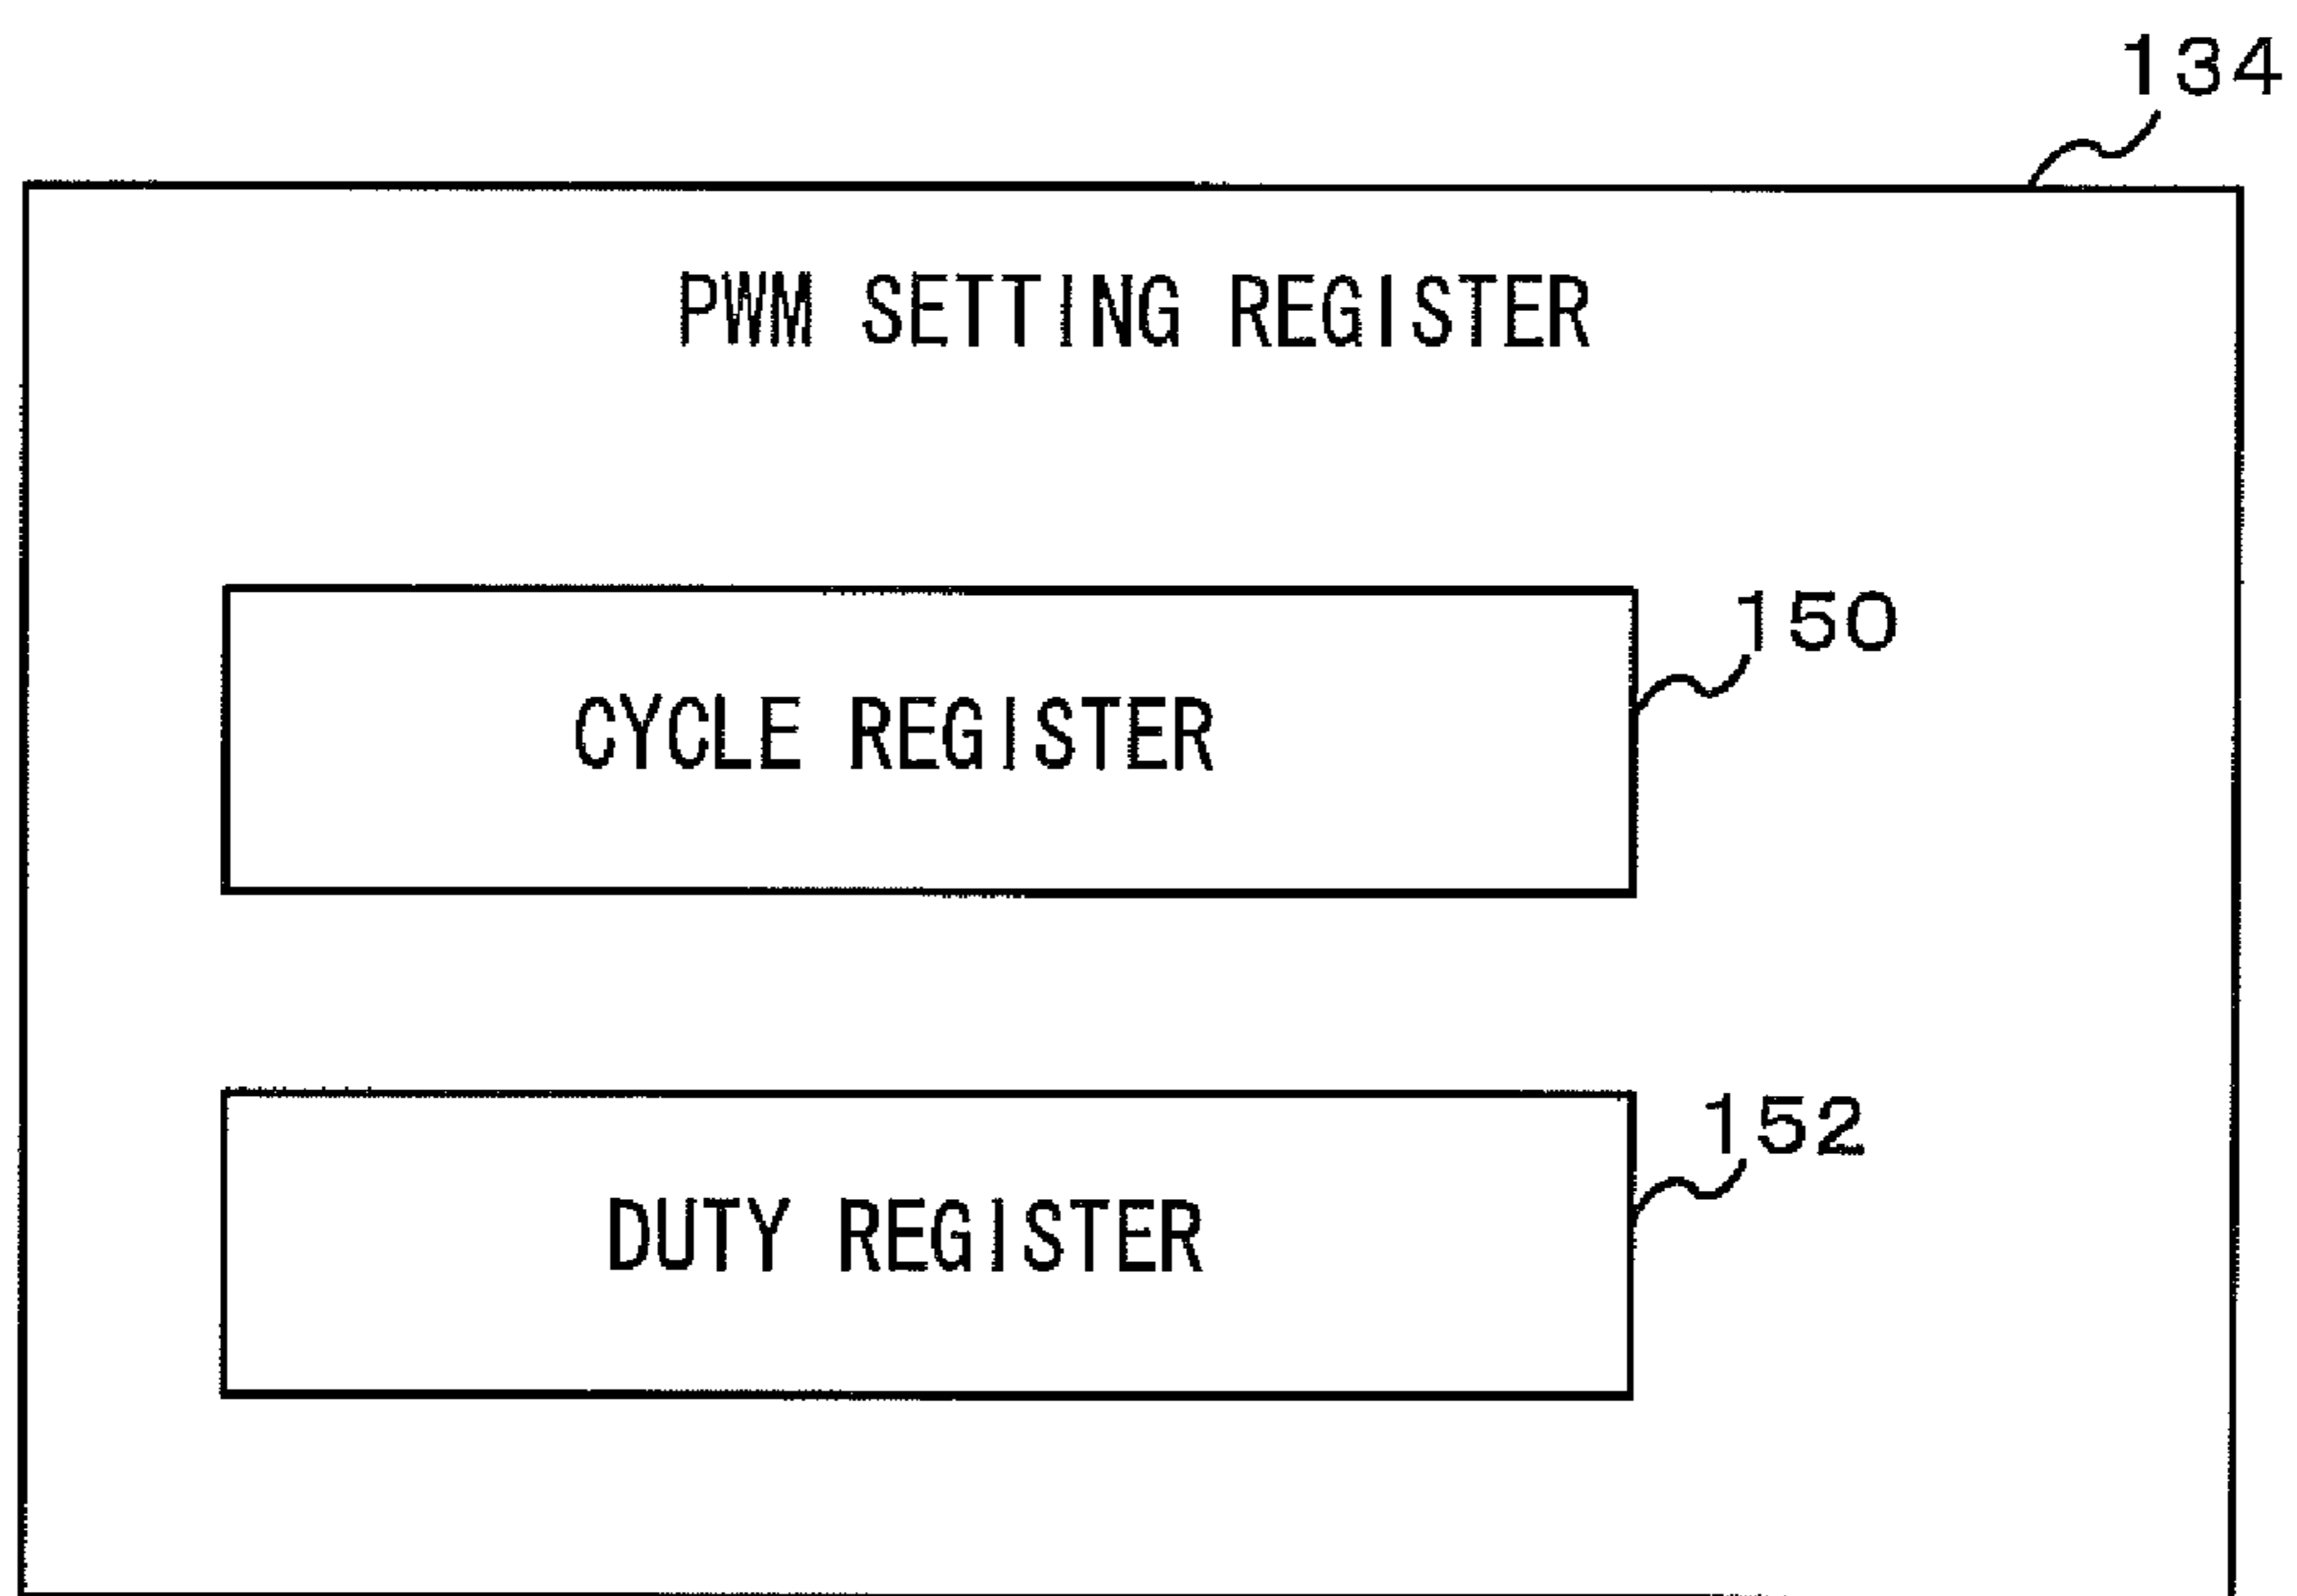 134
PWM SETTING REGISTER
150
CYCLE REGISTER
152
DUTY REGISTER